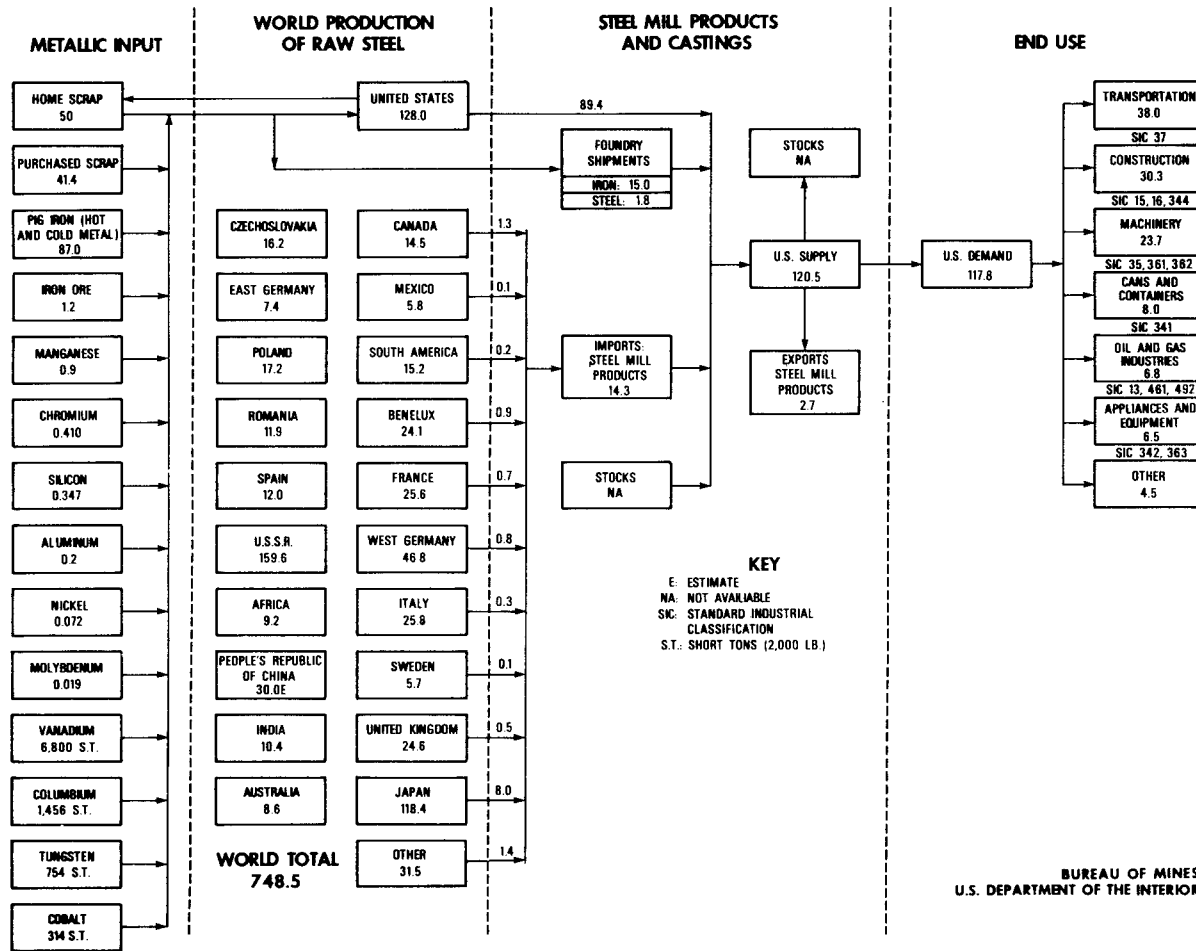 METALLIC INPUT
HOME SCRAP
50
PURCHASED SCRAP
41.4
PIG IRON (HOT
AND COLD METAL)
87.0
IRON ORE
1.2
MANGANESE
0.9
CHROMIUM
0.410
SILICON
0.347
ALUMINUM
0.2
NICKEL
0.072
MOLYBDENUM
0.019
VANADIUM
6,800 S.T.
COLUMBIUM
1,456 S.T.
TUNGSTEN
754 S.T.
COBALT
314 S.T.
WORLD PRODUCTION
OF RAW STEEL
UNITED STATES
128.0
CZECHOSLOVAKIA
16.2
EAST GERMANY
7.4
POLAND
17.2
ROMANIA
11.9
SPAIN
12.0
U.S.S.R.
159.6
AFRICA
9.2
PEOPLE'S REPUBLIC
OF CHINA
30.0E
INDIA
10.4
AUSTRALIA
8.6
WORLD TOTAL
748.5
CANADA
14.5
MEXICO
5.8
SOUTH AMERICA
15.2
BENELUX
24.1
FRANCE
25.6
WEST GERMANY
46.8
ITALY
25.8
SWEDEN
5.7
UNITED KINGDOM
24.6
JAPAN
118.4
OTHER
31.5
STEEL MILL PRODUCTS
AND CASTINGS
89.4
1.3
0.1
0.2
0.9
0.7
0.8
0.3
0.1
0.5
8.0
1.4
FOUNDRY
SHIPMENTS
IRON: 15.0
STEEL: 1.8
IMPORTS:
STEEL MILL
PRODUCTS
14.3
STOCKS
NA
STOCKS
NA
U.S. SUPPLY
120.5
EXPORTS
STEEL MILL
PRODUCTS
2.7
KEY
E: ESTIMATE
NA: NOT AVAILABLE
SIC: STANDARD INDUSTRIAL
CLASSIFICATION
S.T.: SHORT TONS (2,000 LB.)
END USE
U.S. DEMAND
117.8
TRANSPORTATION
38.0
SIC 37
CONSTRUCTION
30.3
SIC 15, 16, 344
MACHINERY
23.7
SIC 35, 361, 362
CANS AND
CONTAINERS
8.0
SIC 341
OIL AND GAS
INDUSTRIES
6.8
SIC 13, 461, 492
APPLIANCES AND
EQUIPMENT
6.5
SIC 342, 363
OTHER
4.5
BUREAU OF MINES
U.S. DEPARTMENT OF THE INTERIOR